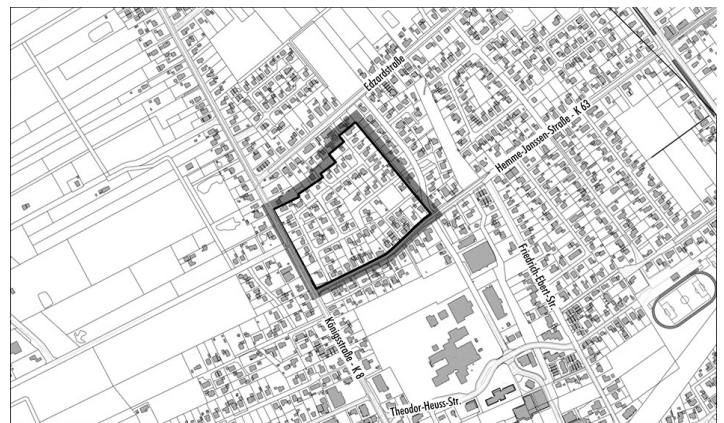 Edzardstraße
Hemme-Janssen-Straße - K 63
Friedrich-Ebert-Str.
Königsstraße - K 8
Theodor-Heuss-Str.